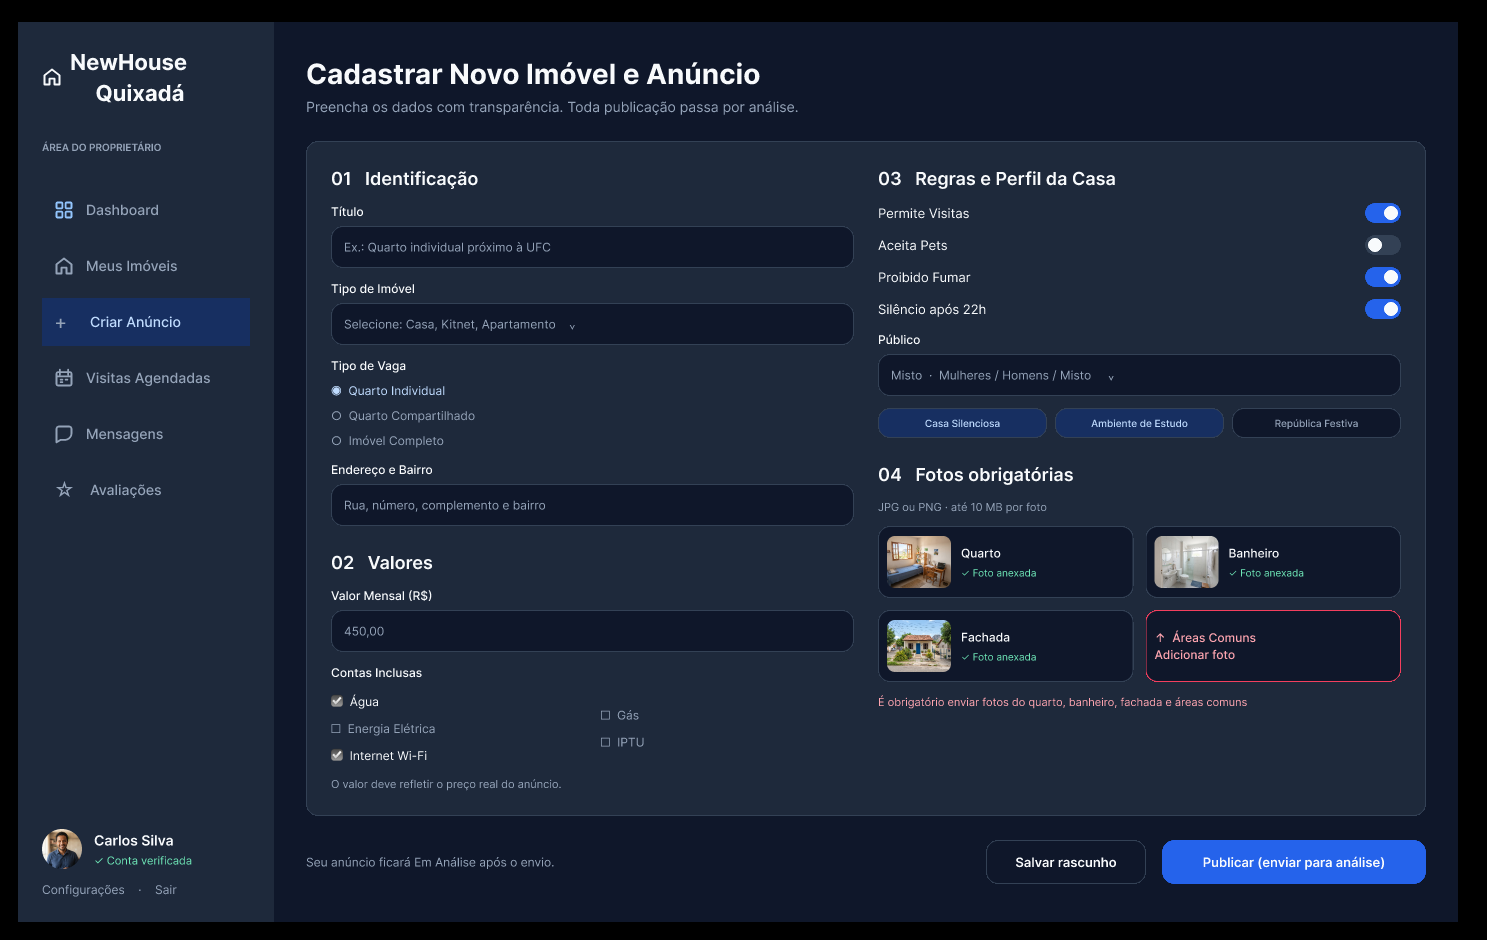 NewHouse
Quixadá
ÁREA DO PROPRIETÁRIO
Dashboard
Meus Imóveis
+ Criar Anúncio
Visitas Agendadas
Mensagens
Avaliações
Carlos Silva
✓ Conta verificada
Configurações · Sair
Cadastrar Novo Imóvel e Anúncio
Preencha os dados com transparência. Toda publicação passa por análise.
01 Identificação
Título
Ex.: Quarto individual próximo à UFC
Tipo de Imóvel
Selecione: Casa, Kitnet, Apartamento
Tipo de Vaga
Quarto Individual
Quarto Compartilhado
Imóvel Completo
Endereço e Bairro
Rua, número, complemento e bairro
02 Valores
Valor Mensal (R$)
450,00
Contas Inclusas
Água
Energia Elétrica
Internet Wi-Fi
Gás
IPTU
O valor deve refletir o preço real do anúncio.
03 Regras e Perfil da Casa
Permite Visitas
Aceita Pets
Proibido Fumar
Silêncio após 22h
Público
Misto · Mulheres / Homens / Misto
Casa Silenciosa
Ambiente de Estudo
República Festiva
04 Fotos obrigatórias
JPG ou PNG · até 10 MB por foto
Quarto
✓ Foto anexada
Banheiro
✓ Foto anexada
Fachada
✓ Foto anexada
↑ Áreas Comuns
Adicionar foto
É obrigatório enviar fotos do quarto, banheiro, fachada e áreas comuns
Seu anúncio ficará Em Análise após o envio.
Salvar rascunho
Publicar (enviar para análise)